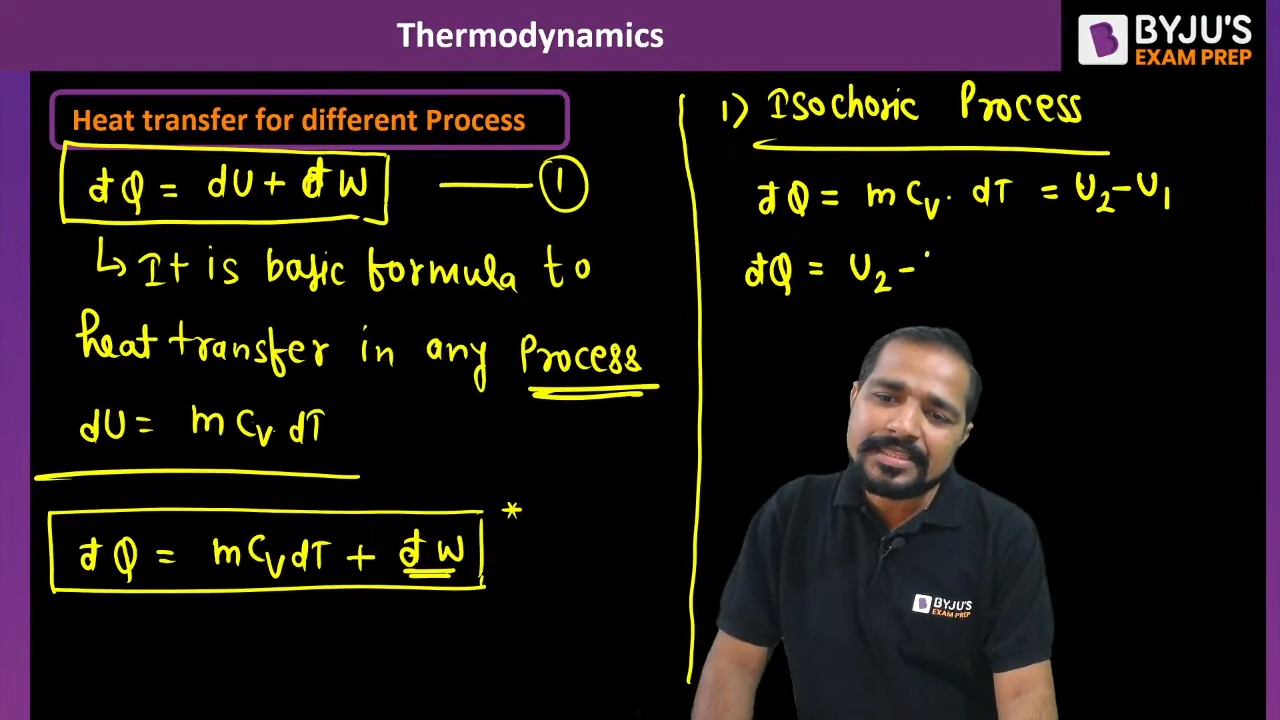 Thermodynamics
BYJU'S
EXAM PREP
Heat transfer for different Process
đQ = dU + đW —— ①
↳ It is basic formula to
heat transfer in any Process
dU = mCv dT
đQ = mCvdT + đW *
1) Isochoric Process
đQ = mCv. dT = U2-U1
đQ = U2 -
BYJU'S
EXAM PREP